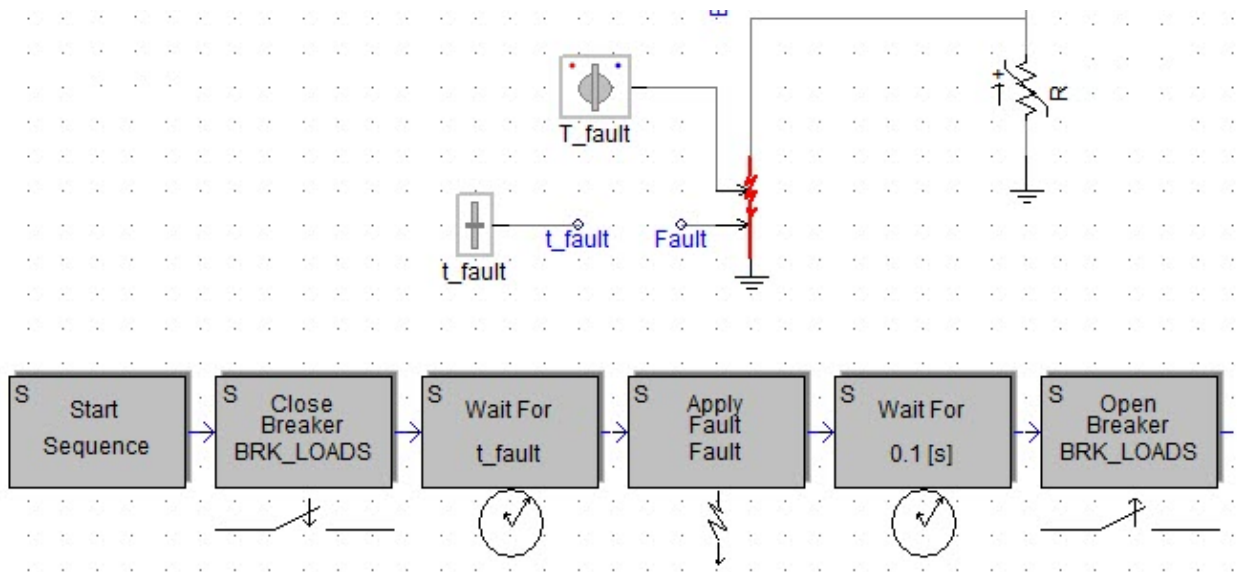 T_fault
R
t_fault
Fault
t_fault
S
Start
Sequence
S
Close
Breaker
BRK_LOADS
S
Wait For
t_fault
S
Apply
Fault
Fault
S
Wait For
0.1 [s]
S
Open
Breaker
BRK_LOADS